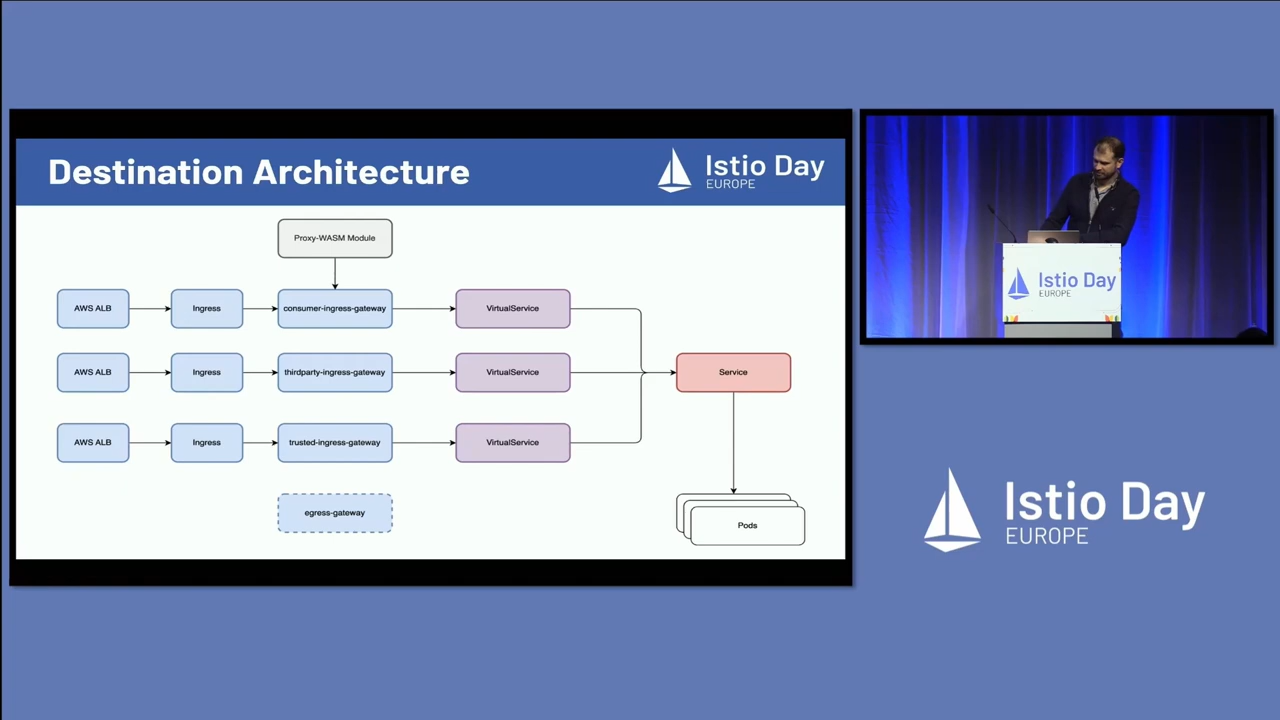 Destination Architecture
Istio Day
EUROPE
Proxy-WASM Module
AWS ALB
Ingress
consumer-ingress-gateway
VirtualService
AWS ALB
Ingress
thirdparty-ingress-gateway
VirtualService
Service
AWS ALB
Ingress
trusted-ingress-gateway
VirtualService
egress-gateway
Pods
Istio Day
EUROPE
Istio Day
EUROPE